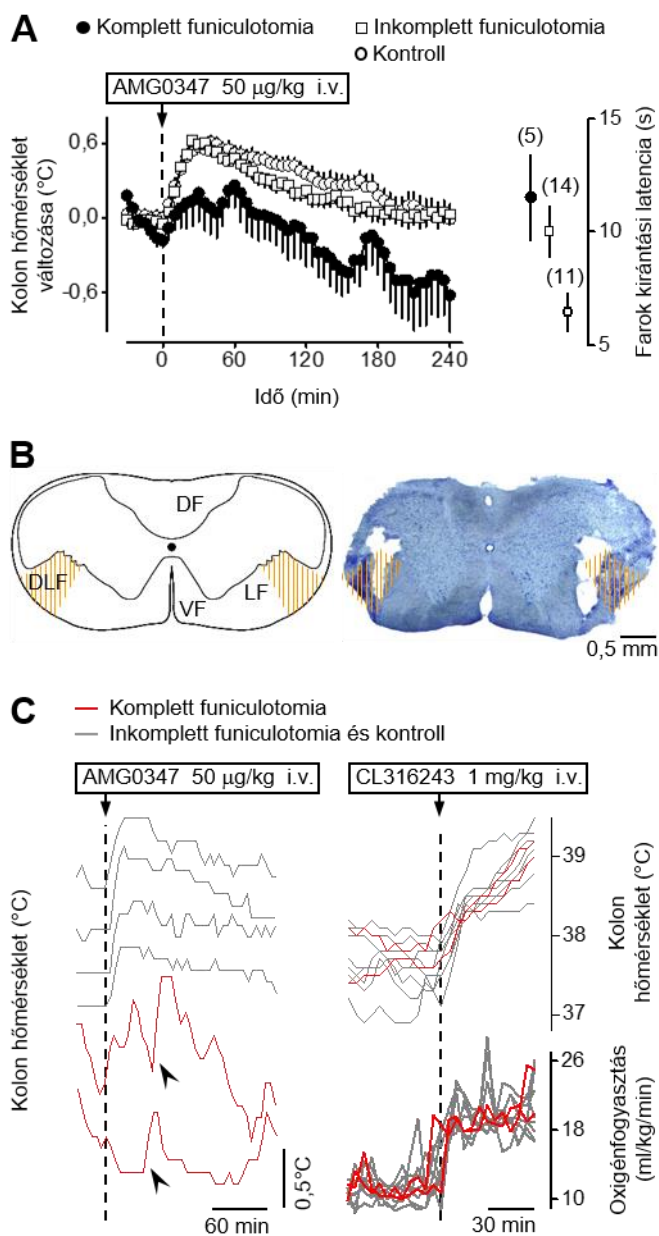 A
● Komplett funiculotomia
□ Inkomplett funiculotomia
○ Kontroll
AMG0347 50 μg/kg i.v.
Kolon hőmérséklet
változása (°C)
0,6
0,0
-0,6
0 60 120 180 240
Idő (min)
(5)
(14)
(11)
15
10
5
Farok kirántási latencia (s)
B
DF
DLF
LF
VF
0,5 mm
C
Komplett funiculotomia
Inkomplett funiculotomia és kontroll
AMG0347 50 μg/kg i.v.
CL316243 1 mg/kg i.v.
Kolon hőmérséklet (°C)
0,5°C
60 min
39
38
37
Kolon
hőmérséklet (°C)
26
18
10
Oxigénfogyasztás
(ml/kg/min)
30 min